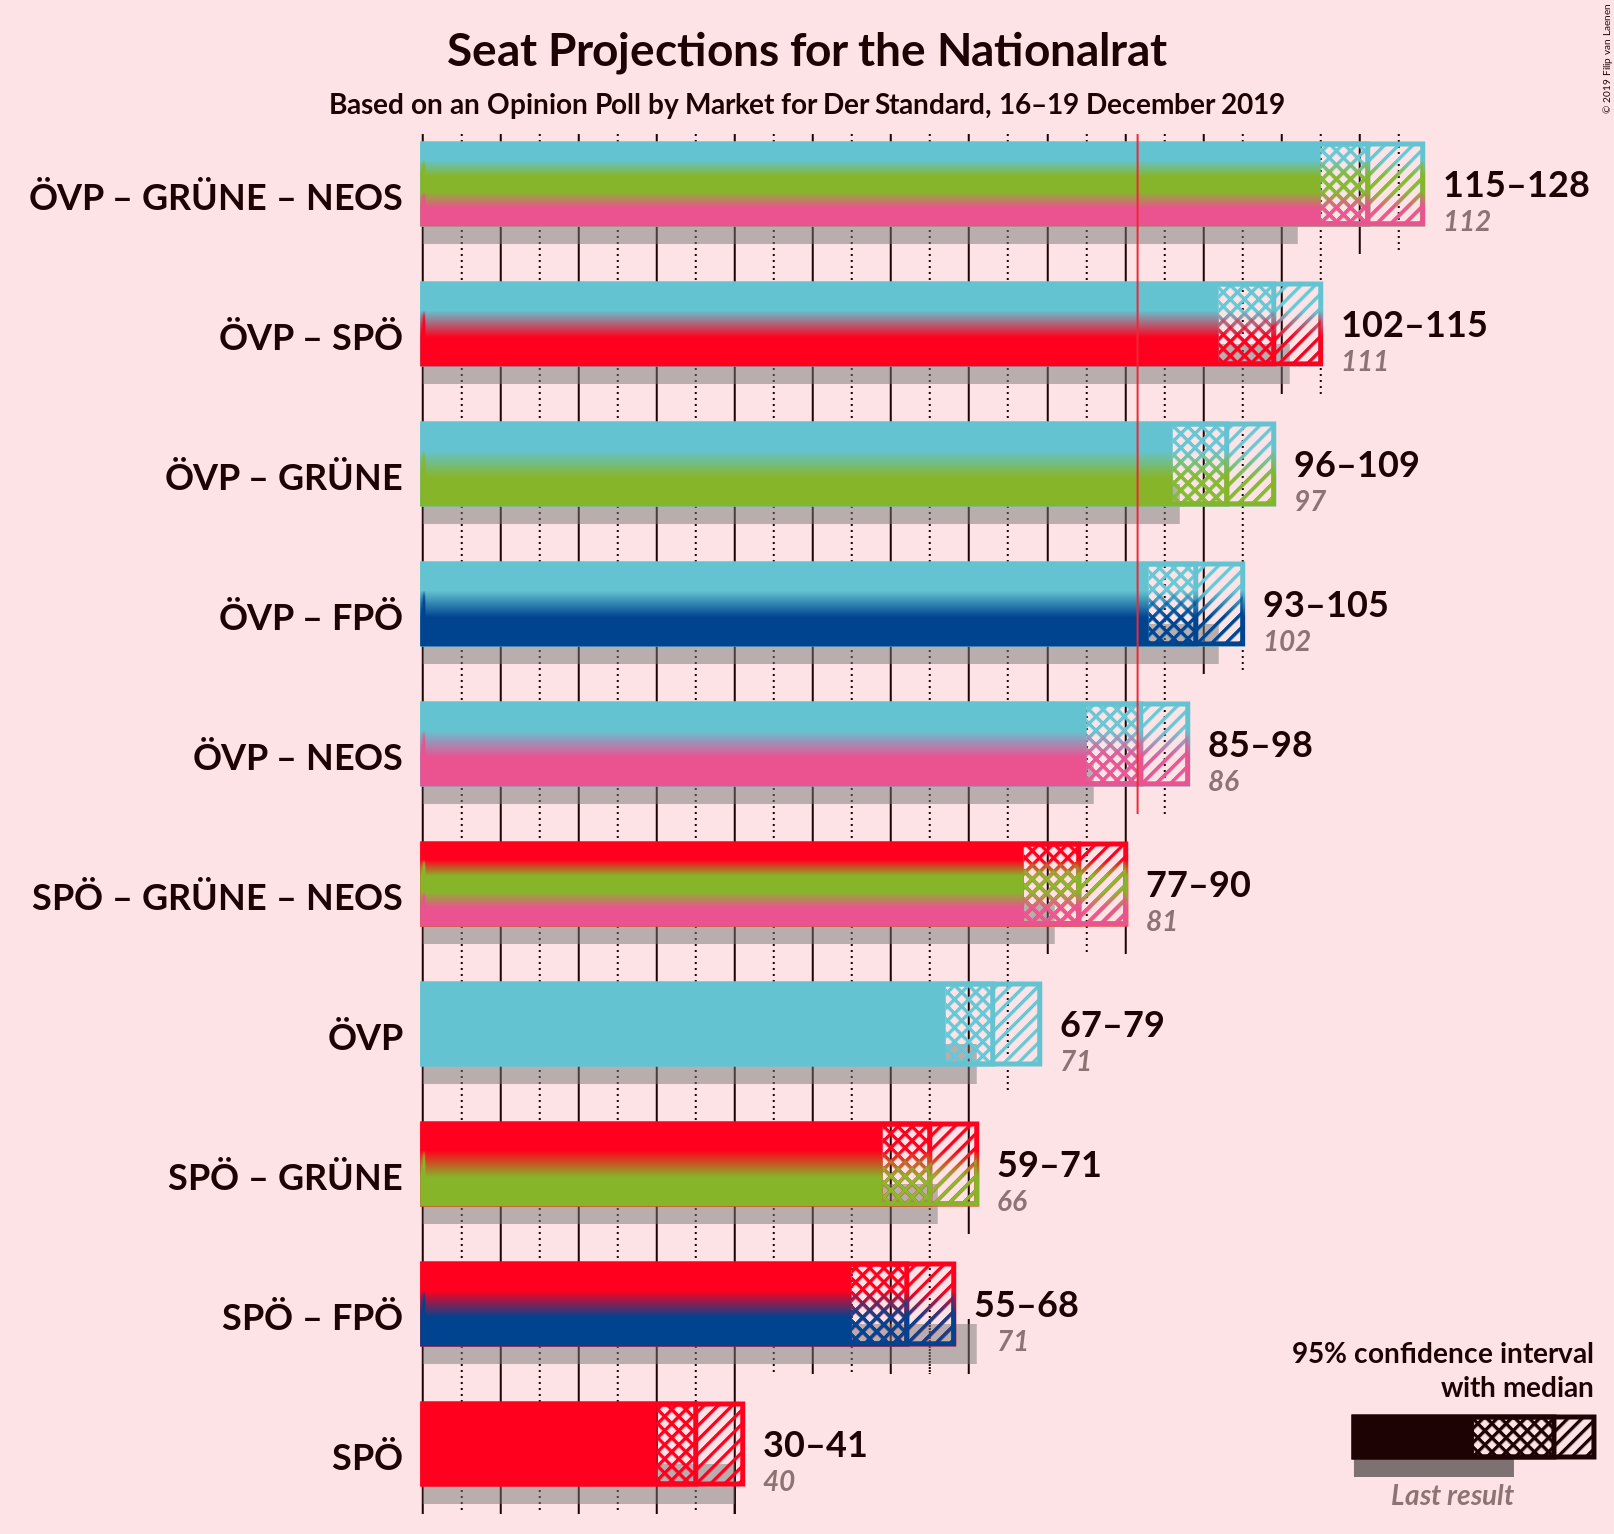 Seat Projections for the Nationalrat
Based on an Opinion Poll by Market for Der Standard, 16–19 December 2019
© 2019 Filip van Laenen
ÖVP – GRÜNE – NEOS
115–128
112
ÖVP – SPÖ
102–115
111
ÖVP – GRÜNE
96–109
97
ÖVP – FPÖ
93–105
102
ÖVP – NEOS
85–98
86
SPÖ – GRÜNE – NEOS
77–90
81
ÖVP
67–79
71
SPÖ – GRÜNE
59–71
66
SPÖ – FPÖ
55–68
71
SPÖ
30–41
40
95% confidence interval
with median
Last result